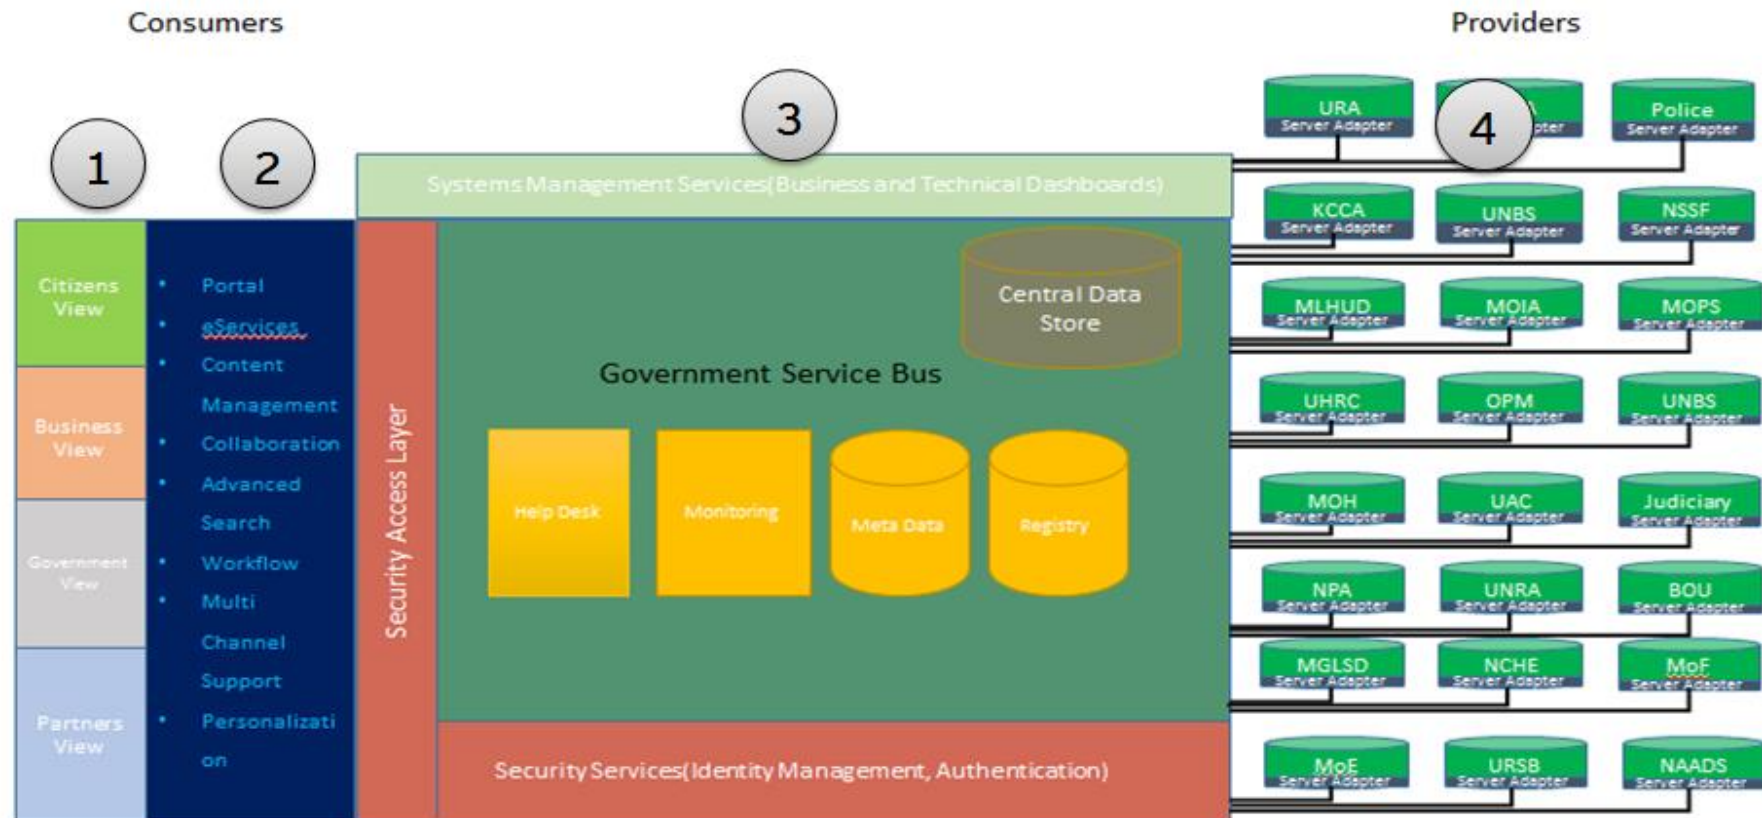 Consumers
Providers
1
2
3
4
Citizens
View
Business
View
Government
View
Partners
View
• Portal
• eServices
• Content
Management
• Collaboration
• Advanced
Search
• Workflow
• Multi
Channel
Support
• Personalizati
on
Systems Management Services(Business and Technical Dashboards)
Security Access Layer
Central Data
Store
Government Service Bus
Help Desk
Monitoring
Meta Data
Registry
Security Services(Identity Management, Authentication)
URA
Server Adapter
Police
Server Adapter
KCCA
Server Adapter
UNBS
Server Adapter
NSSF
Server Adapter
MLHUD
Server Adapter
MOIA
Server Adapter
MOPS
Server Adapter
UHRC
Server Adapter
OPM
Server Adapter
UNBS
Server Adapter
MOH
Server Adapter
UAC
Server Adapter
Judiciary
Server Adapter
NPA
Server Adapter
UNRA
Server Adapter
BOU
Server Adapter
MGLSD
Server Adapter
NCHE
Server Adapter
MoF
Server Adapter
MoE
Server Adapter
URSB
Server Adapter
NAADS
Server Adapter